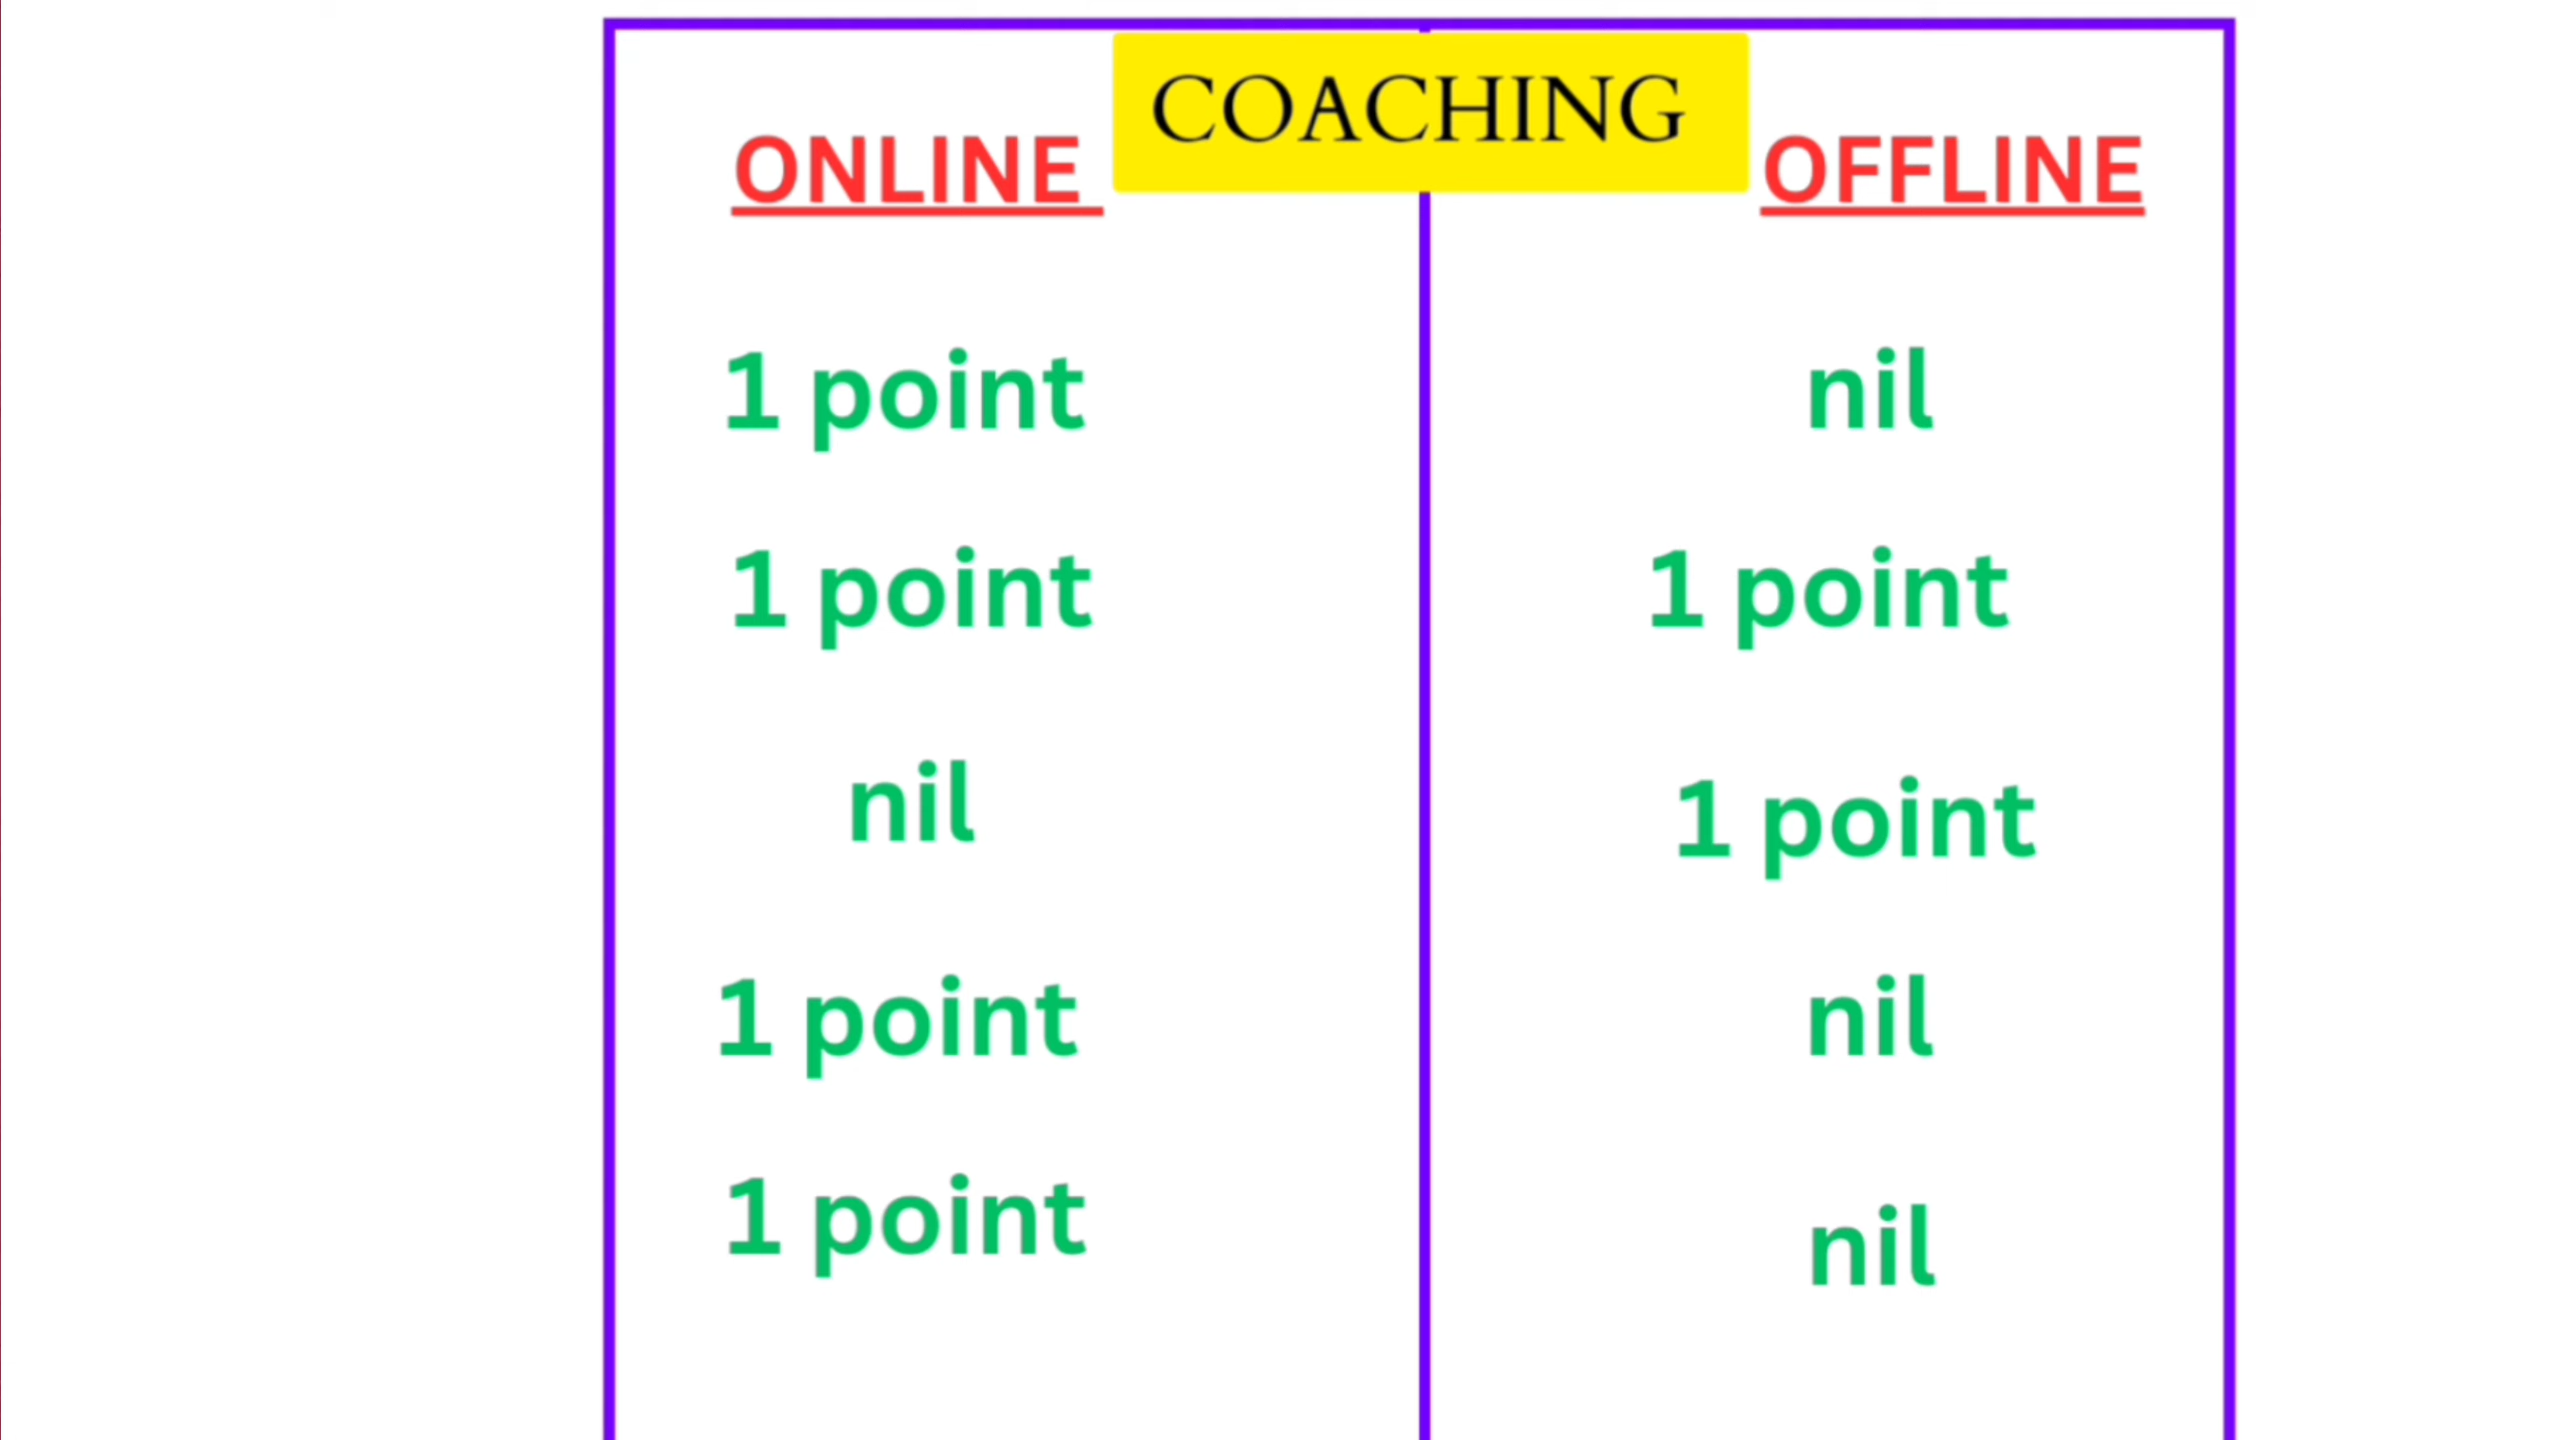 COACHING
ONLINE OFFLINE
1 point nil
1 point 1 point
nil 1 point
1 point nil
1 point nil